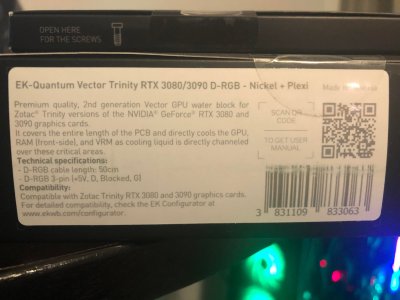 OPEN HERE
FOR THE SCREWS
EK-Quantum Vector Trinity RTX 3080/3090 D-RGB - Nickel + Plexi
Made in
Premium quality, 2nd generation Vector GPU water block for
Zotac® Trinity versions of the NVIDIA® GeForce® RTX 3080 and
3090 graphics cards.
It covers the entire length of the PCB and directly cools the GPU,
RAM (front-side), and VRM as cooling liquid is directly channeled
over these critical areas.
Technical specifications:
- D-RGB cable length: 50cm
- D-RGB 3-pin (+5V, D, Blocked, G)
Compatibility:
Compatible with Zotac Trinity RTX 3080 and 3090 graphics cards.
For detailed compatibility, check the EK Configurator at
www.ekwb.com/configurator.
SCAN QR
CODE
TO GET USER
MANUAL
3 831109 833063